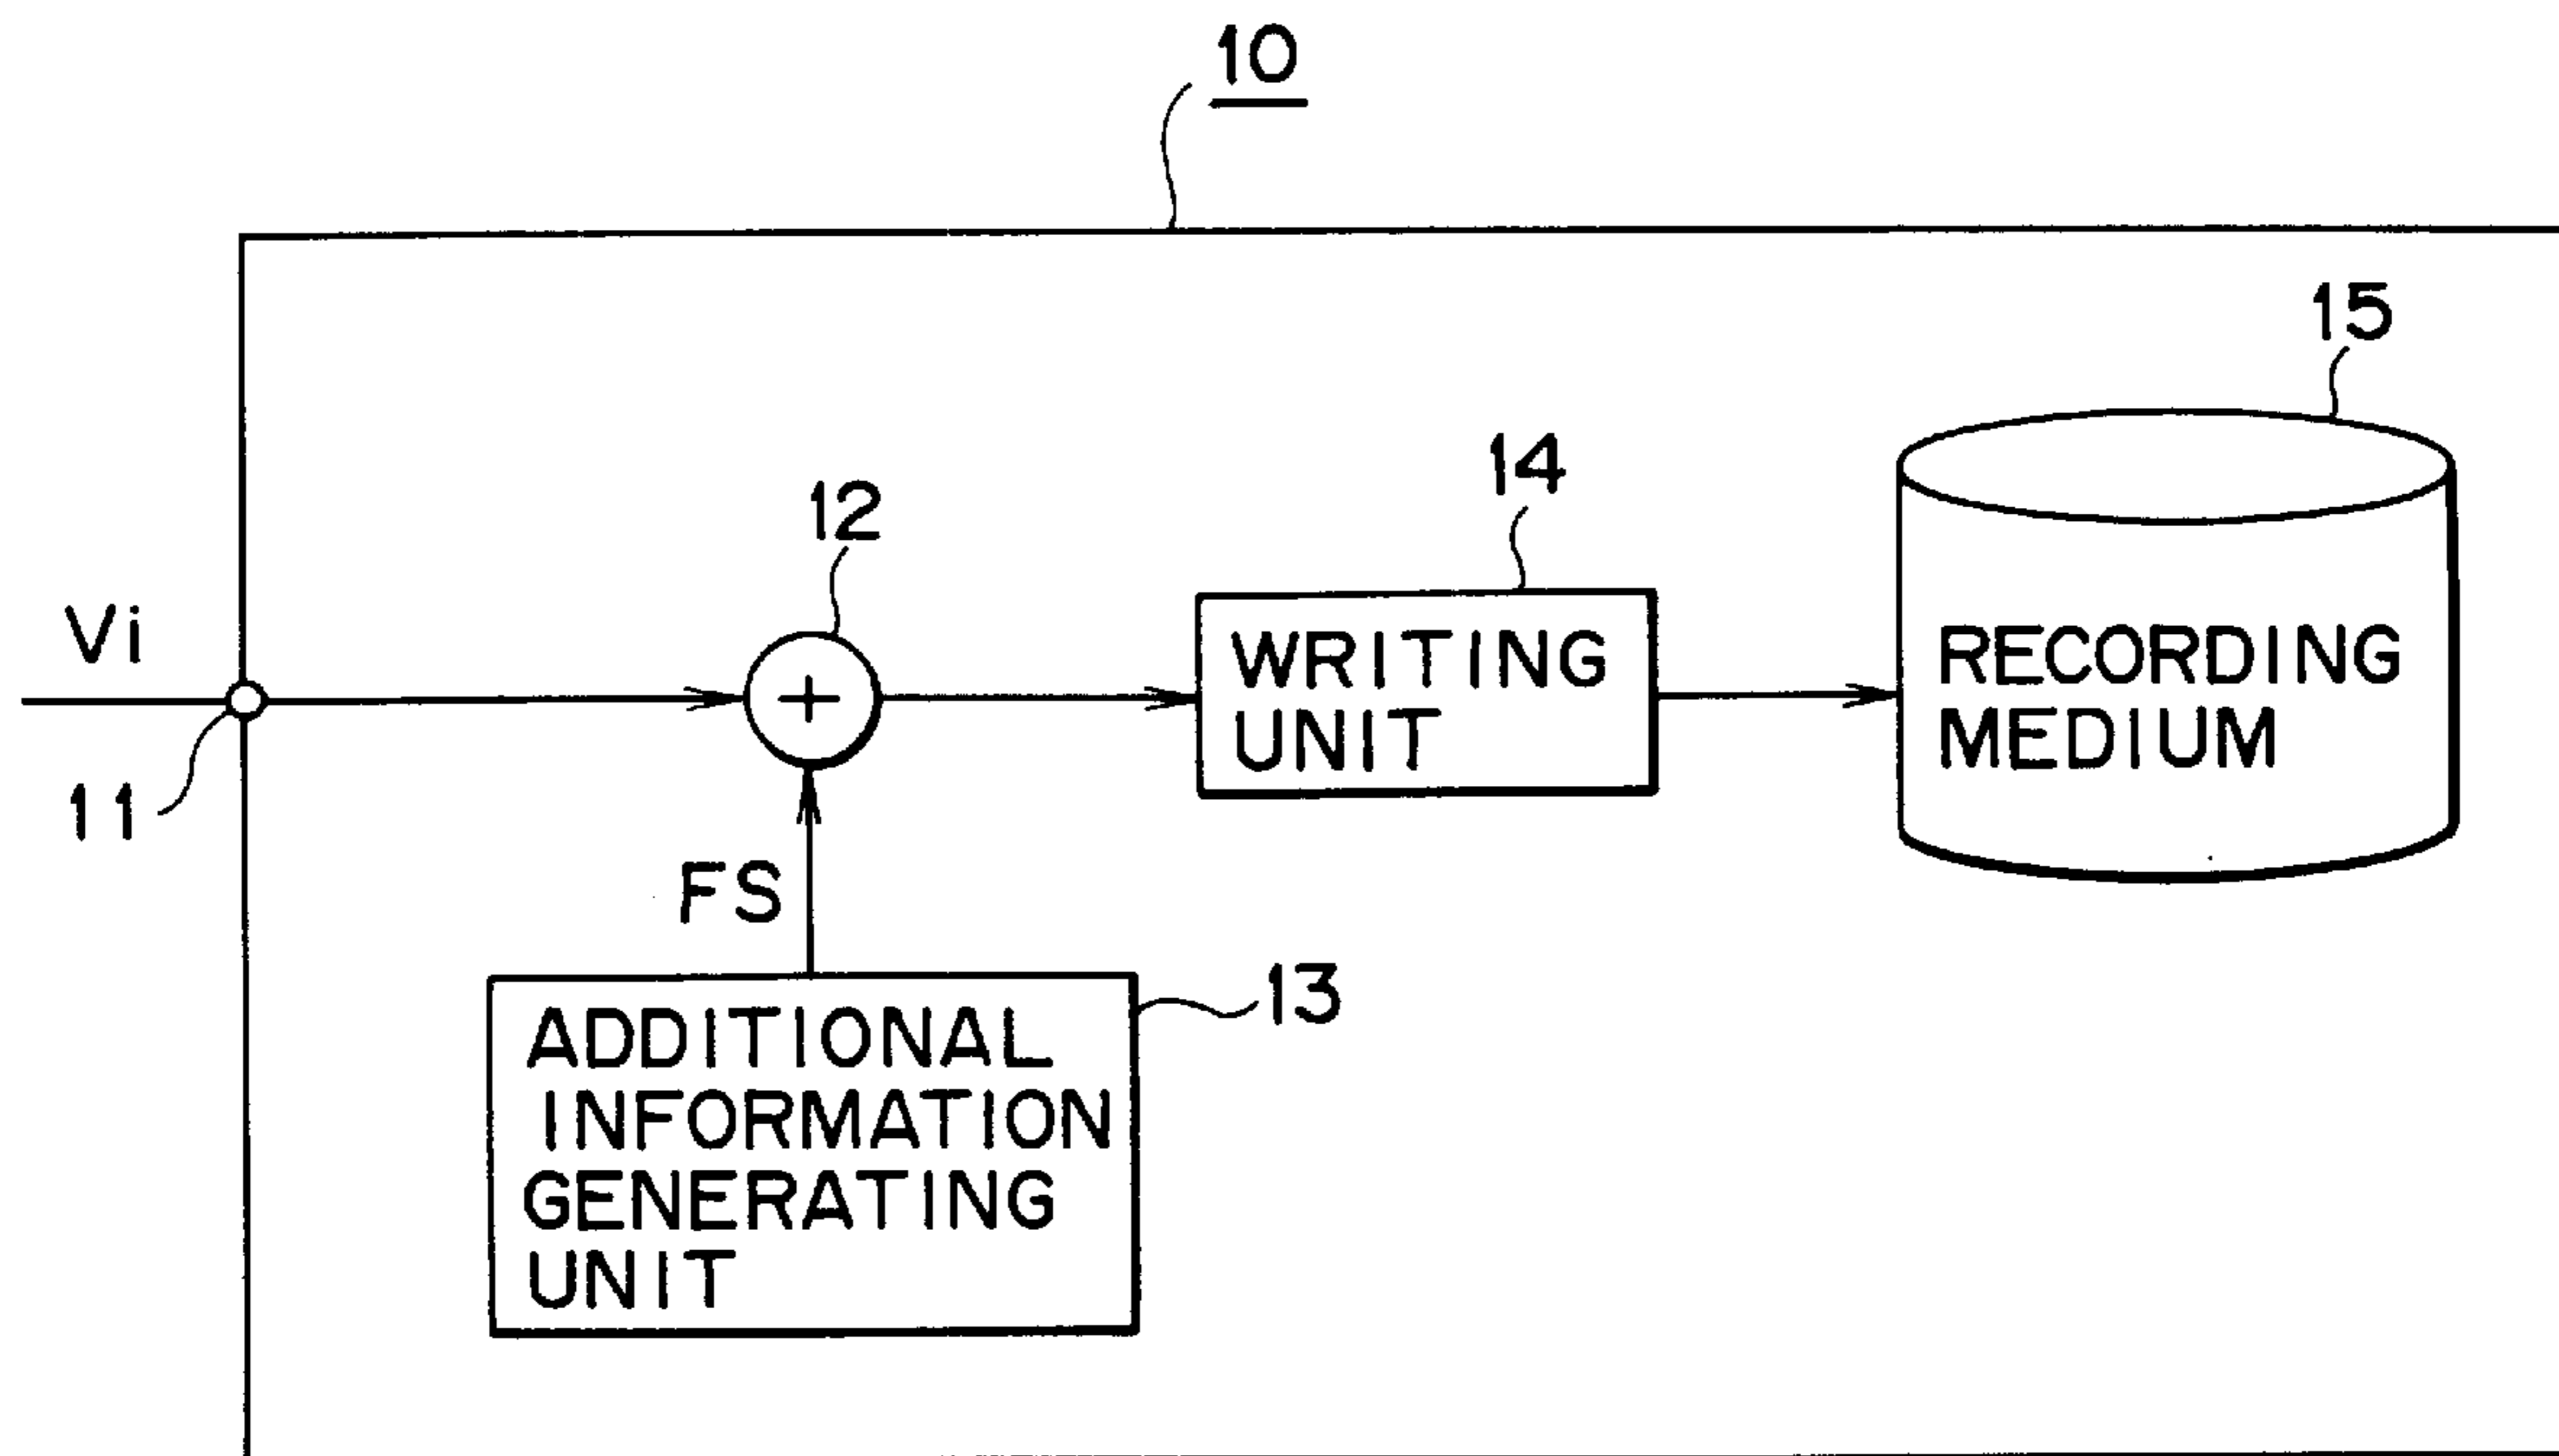 10
15
14
12
Vi
WRITING
UNIT
RECORDING
MEDIUM
11
FS
13
ADDITIONAL
INFORMATION
GENERATING
UNIT